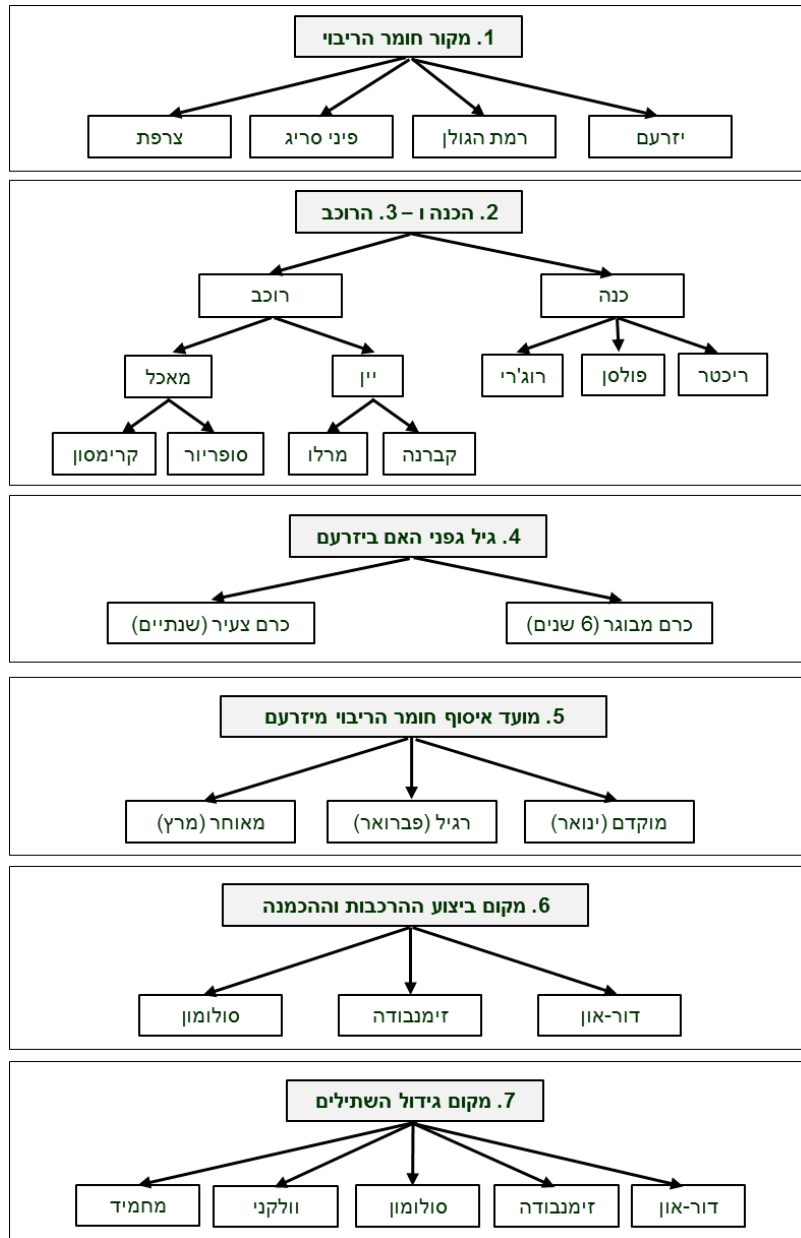 1. מקור חומר הריבוי
יזרעם
רמת הגולן
פיני סריג
צרפת
2. הכנה ו – 3. הרוכב
כנה
רוכב
ריכטר
פולסן
רוג'רי
יין
מאכל
קברנה
מרלו
סופריור
קרימסון
4. גיל גפני האם ביזרעם
כרם מבוגר (6 שנים)
כרם צעיר (שנתיים)
5. מועד איסוף חומר הריבוי מיזרעם
מוקדם (ינואר)
רגיל (פברואר)
מאוחר (מרץ)
6. מקום ביצוע ההרכבות וההכמנה
דור-און
זימנבודה
סולומון
7. מקום גידול השתילים
דור-און
זימנבודה
סולומון
וולקני
מחמיד